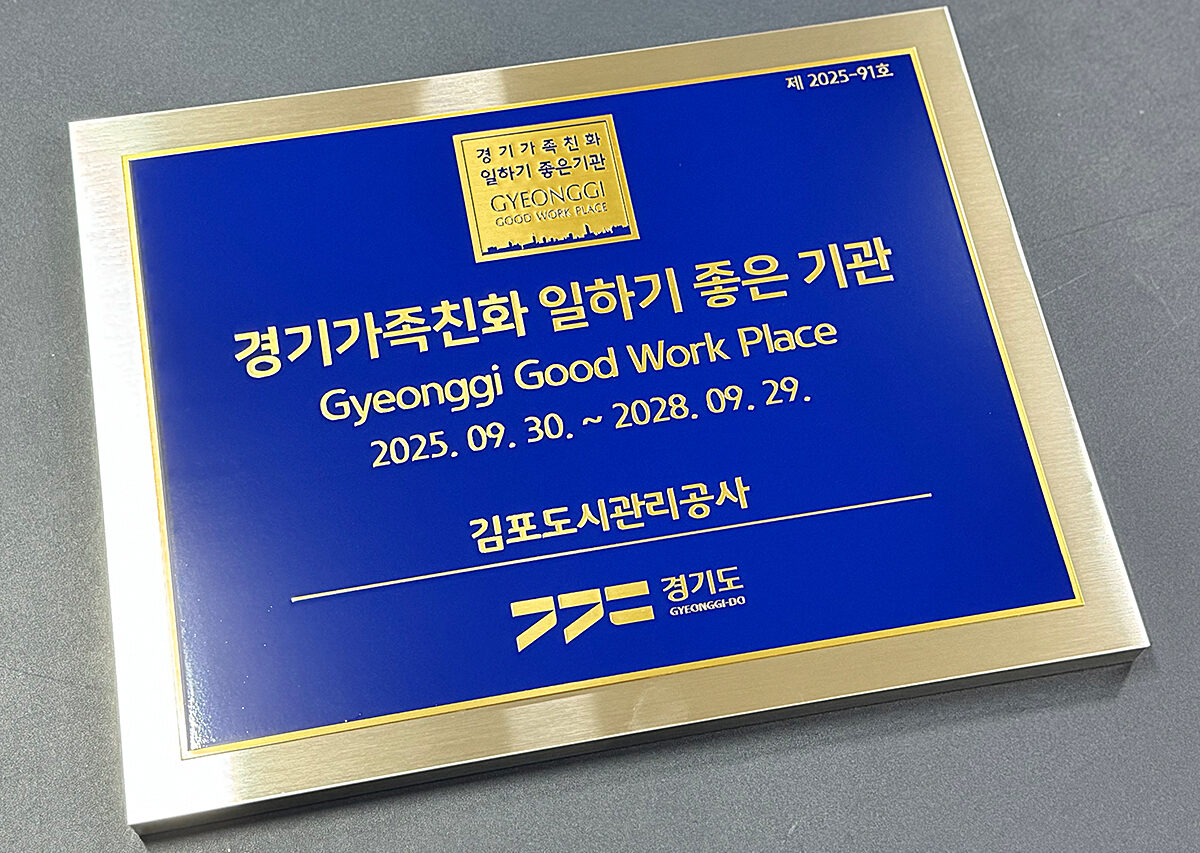 제 2025-91호
경기가족친화
일하기 좋은기관
GYEONGGI
GOOD WORK PLACE
경기가족친화 일하기 좋은 기관
Gyeonggi Good Work Place
2025. 09. 30. ~ 2028. 09. 29.
김포도시관리공사
경기도
GYEONGGI-DO